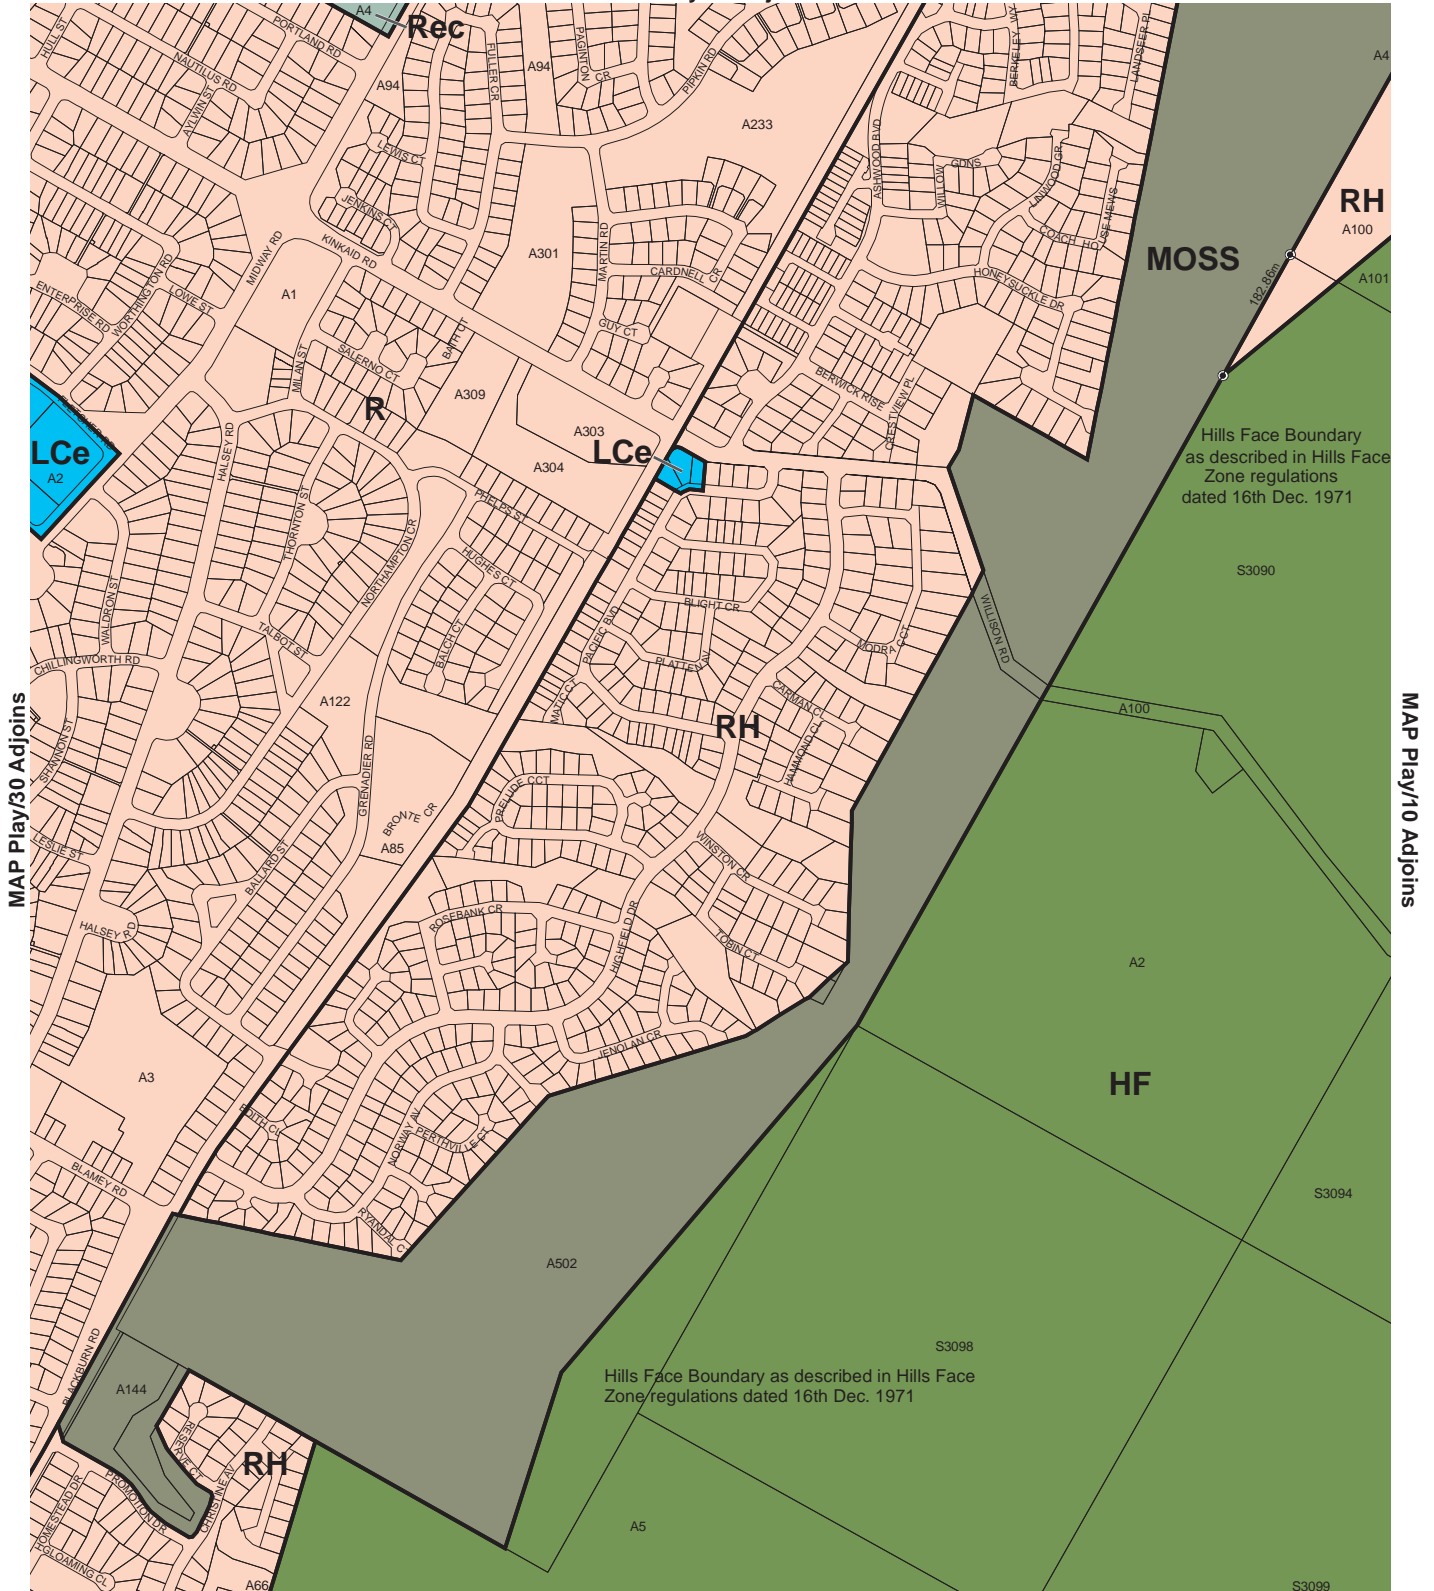 A4
Rec
HULL ST
PORTLAND RD
NAUTILUS RD
AYLWIN ST
A94
FULLER CR
A94
PAGINTON
CR
PIPKIN RD
A233
BERKELEY
LANDSEER PL
A4
LEWIS CT
JENKINS CT
KINKAID RD
MIDWAY RD
ASHWOOD BVD
WILLOW
GDNS
LINWOOD GR
COACH HOUSE MEWS
RH
A100
MOSS
A101
182.86m
HONEYSUCKLE DR
A301
MARTIN RD
CARDNELL CR
GUY CT
WORTHINGTON RD
LOWE ST
ENTERPRISE RD
A1
BATH CT
SALERNO CT
MILAN ST
R
A309
A303
A304
LCe
BERWICK RISE
CRESTVIEW PL
FLETCHER RD
LCe
A2
HALSEY RD
Hills Face Boundary
as described in Hills Face
Zone regulations
dated 16th Dec. 1971
S3090
THORNTON ST
PHELPS ST
NORTHAMPTON CR
HUGHES CT
BALCH CT
WALDRON ST
TALBOT ST
CHILLINGWORTH RD
SHANNON ST
BLIGHT CR
PACIFIC BVD
PLATTEN AV
MODRA CCT
WILLISON RD
MATIC CT
CARMAN CL
HAMMOND CL
RH
A100
A122
GRENADIER RD
BRONTE CR
A85
PRELUDE CCT
MAP Play/30 Adjoins
MAP Play/10 Adjoins
LESLIE ST
BALLARD ST
HALSEY RD
WINSTON CR
ROSEBANK CR
HIGHFIELD DR
TOBIN CT
A2
JENOLAN CR
A3
HF
EDITH CL
NORWAY AV
PERTHVILLE CT
BLAMEY RD
RYANDAL C
S3094
A502
S3098
Hills Face Boundary as described in Hills Face
Zone regulations dated 16th Dec. 1971
BLACKBURN RD
A144
RESERVE CT
RH
CHRISTINE AV
PROMOTION DR
HOMESTEAD DR
GLOAMING CL
A5
A66
S3099